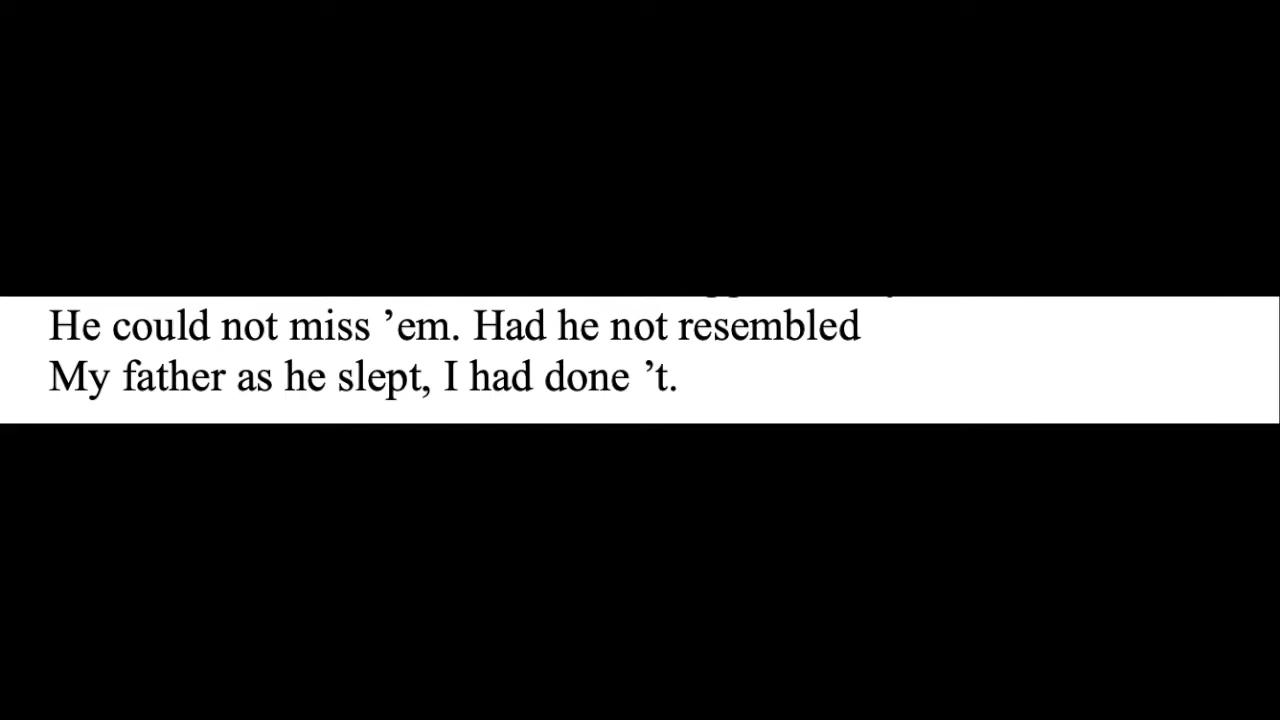 He could not miss ’em. Had he not resembled
My father as he slept, I had done ’t.